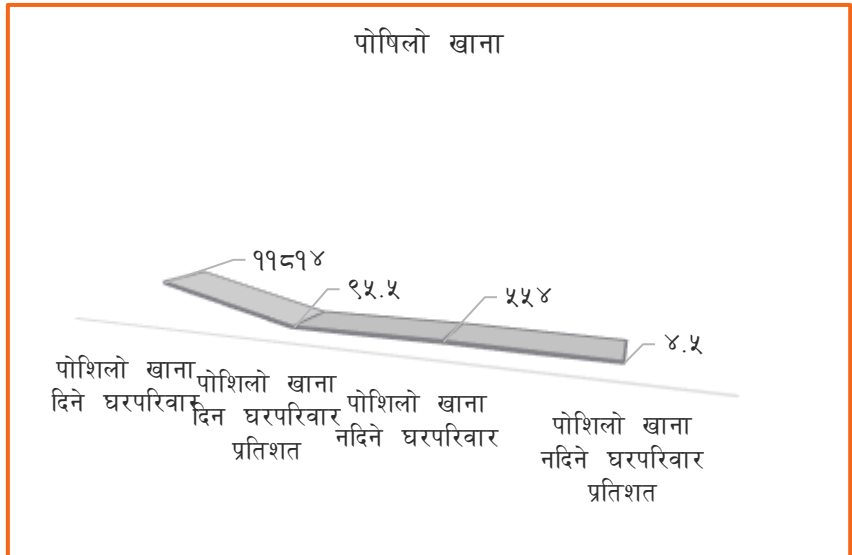 पोषिलो खाना
११८१४
९५.५
५५४
४.५
पोशिलो खाना
दिने घरपरिवार
पोशिलो खाना
दिन घरपरिवार
प्रतिशत
पोशिलो खाना
नदिने घरपरिवार
पोशिलो खाना
नदिने घरपरिवार
प्रतिशत